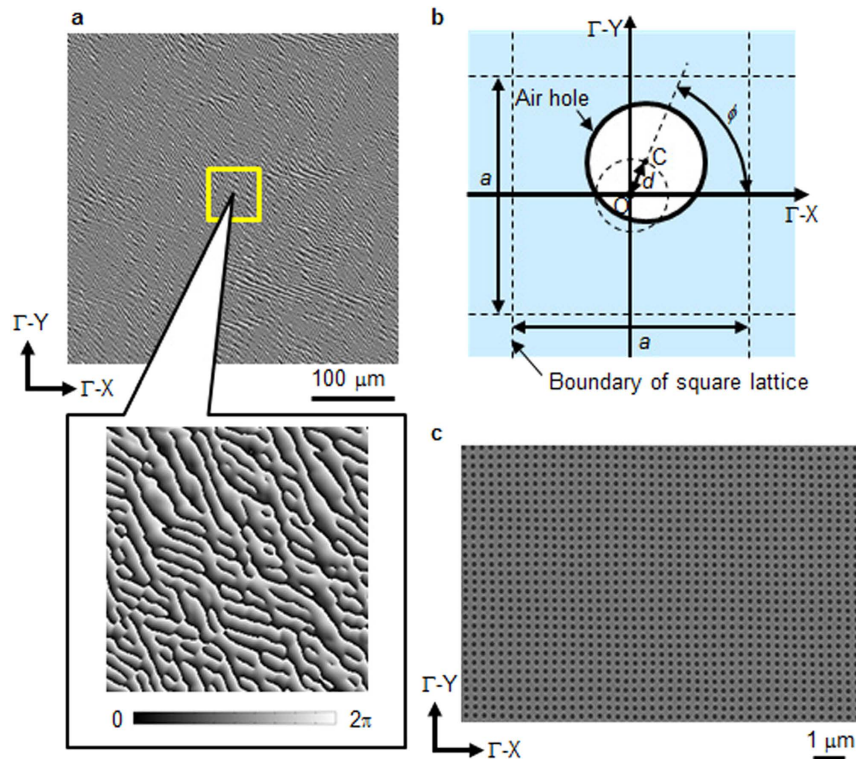 a
Γ-Y
Γ-X
100 μm
0
2π
b
Γ-Y
Air hole
ϕ
C
d
a
O
Γ-X
a
Boundary of square lattice
c
Γ-Y
Γ-X
1 μm